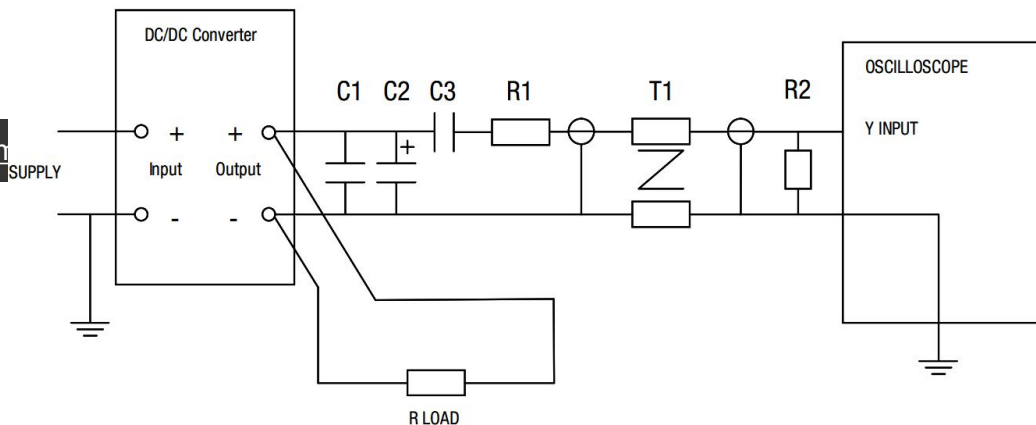 DC/DC Converter
OSCILLOSCOPE
C1 C2 C3 R1 T1 R2
+ + Y INPUT
+
SUPPLY Input Output
- -
R LOAD